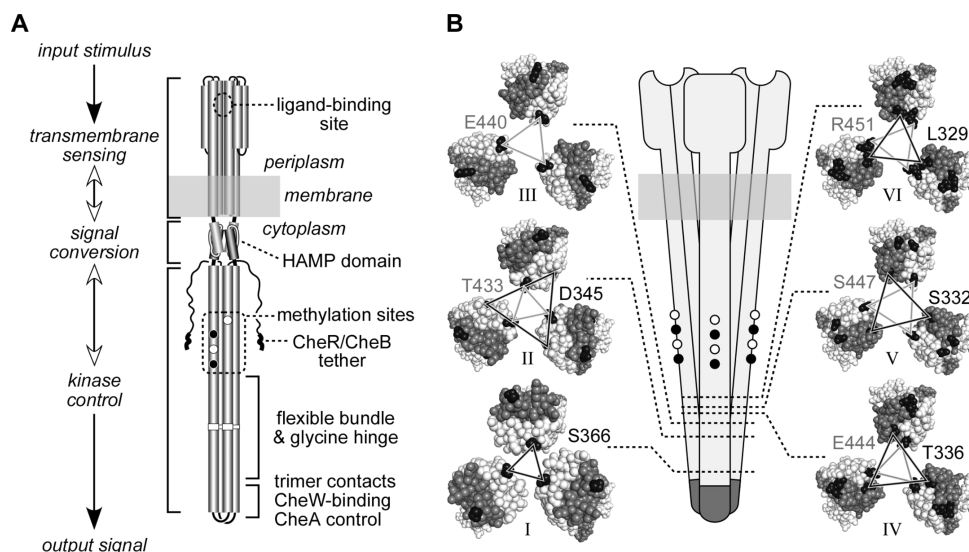 A
input stimulus
transmembrane
sensing
signal
conversion
kinase
control
output signal
ligand-binding
site
periplasm
membrane
cytoplasm
HAMP domain
methylation sites
CheR/CheB
tether
flexible bundle
& glycine hinge
trimer contacts
CheW-binding
CheA control
B
E440
III
T433
D345
II
S366
I
R451
L329
VI
S447
S332
V
E444
T336
IV